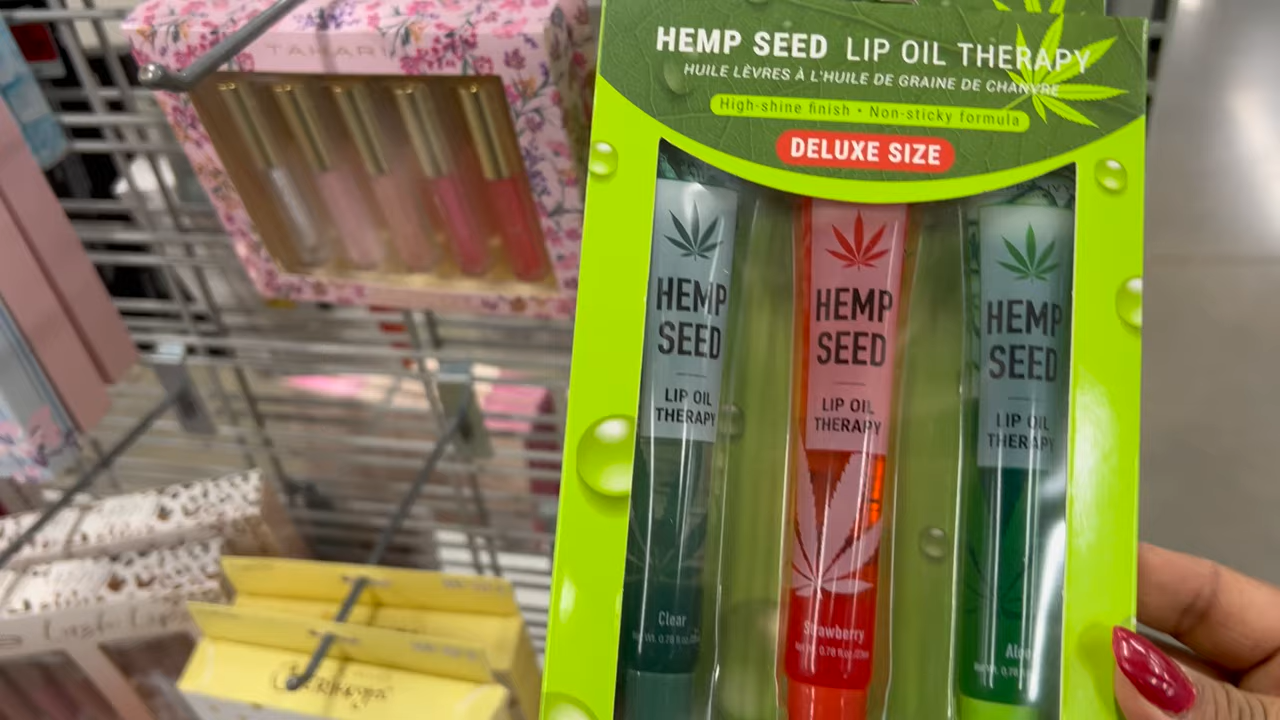 TAHARI
HEMP SEED LIP OIL THERAPY
HUILE LÈVRES À L'HUILE DE GRAINE DE CHANVRE
High-shine finish • Non-sticky formula
DELUXE SIZE
HEMP
SEED
LIP OIL
THERAPY
Clear
HEMP
SEED
LIP OIL
THERAPY
Strawberry
HEMP
SEED
LIP OIL
THERAPY